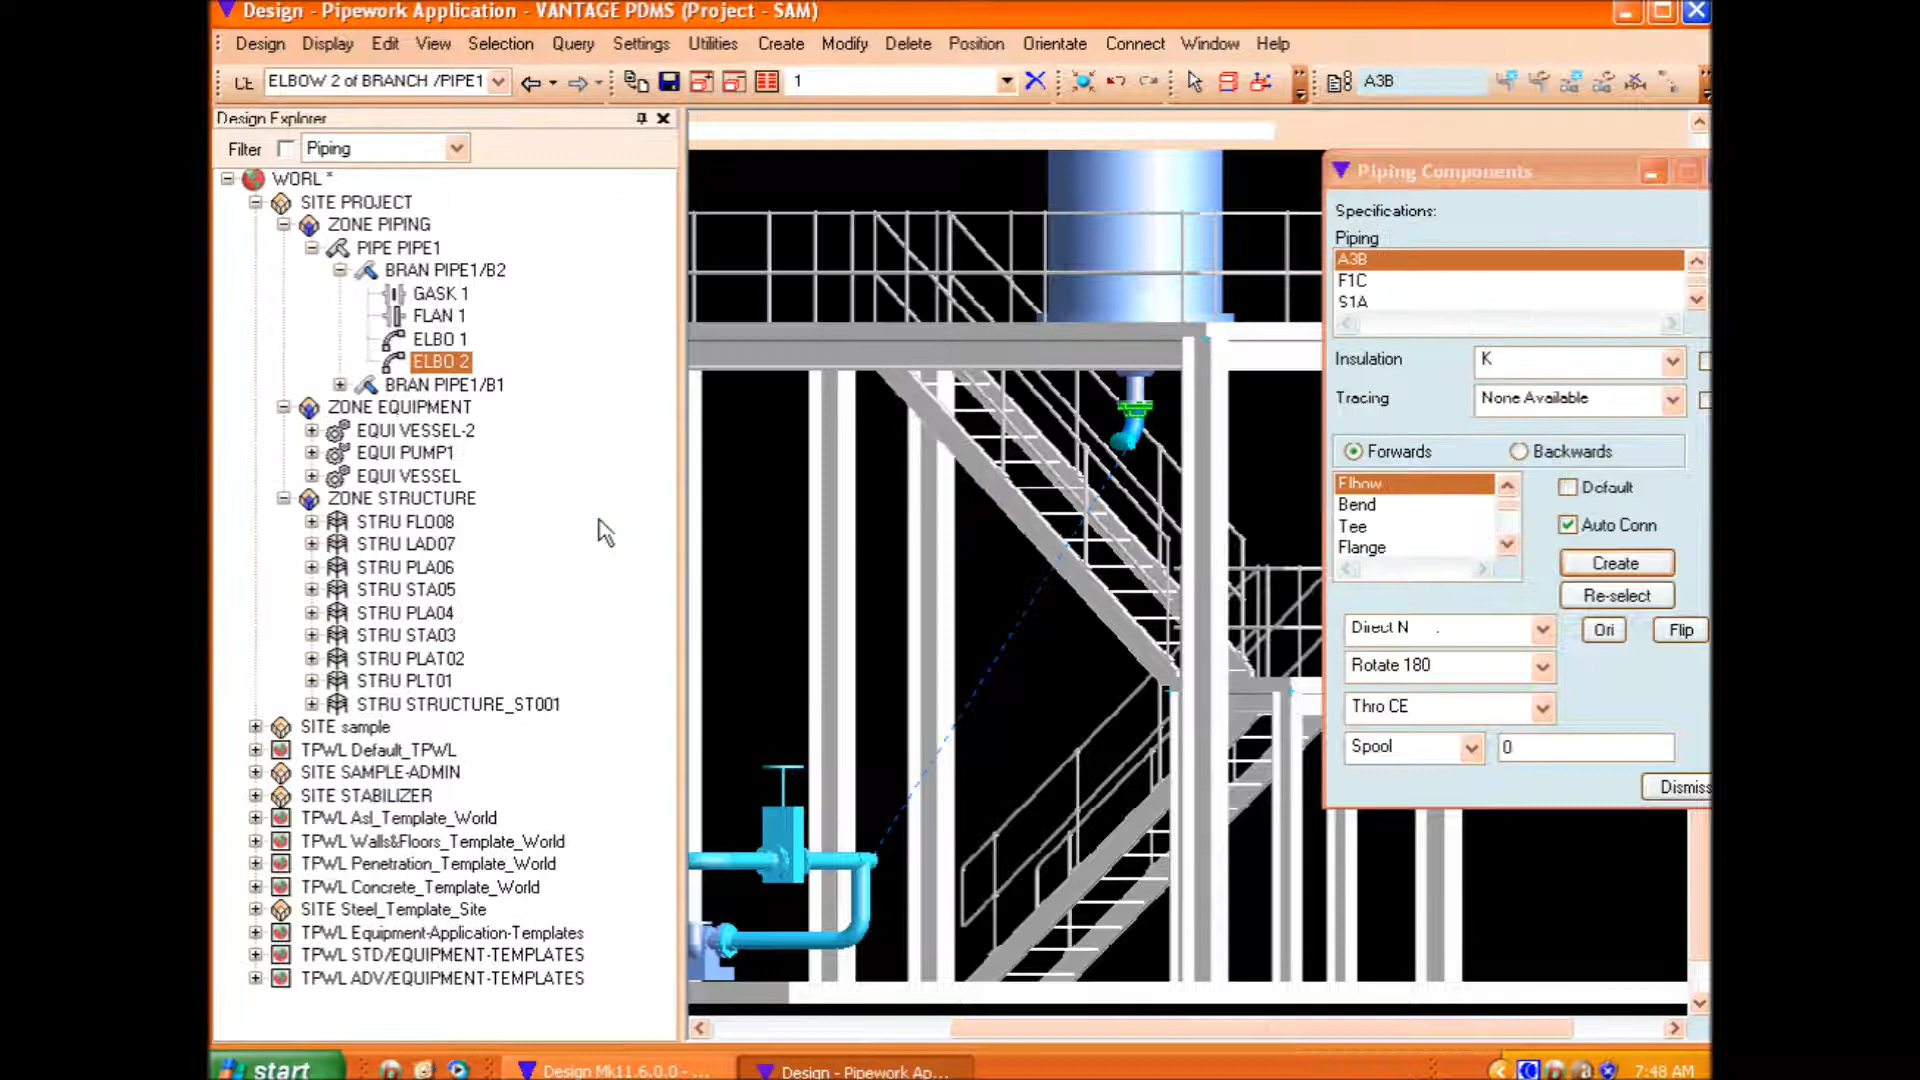 Design - Pipework Application - VANTAGE PDMS (Project - SAM)
Design Display Edit View Selection Query Settings Utilities Create Modify Delete Position Orientate Connect Window Help
CE ELBOW 2 of BRANCH /PIPE1 1 A3B
Design Explorer
Filter Piping
WORL *
SITE PROJECT
ZONE PIPING
PIPE PIPE1
BRAN PIPE1/B2
GASK 1
FLAN 1
ELBO 1
ELBO 2
BRAN PIPE1/B1
ZONE EQUIPMENT
EQUI VESSEL-2
EQUI PUMP1
EQUI VESSEL
ZONE STRUCTURE
STRU FLO08
STRU LAD07
STRU PLA06
STRU STA05
STRU PLA04
STRU STA03
STRU PLAT02
STRU PLT01
STRU STRUCTURE_ST001
SITE sample
TPWL Default_TPWL
SITE SAMPLE-ADMIN
SITE STABILIZER
TPWL Asl_Template_World
TPWL Walls&Floors_Template_World
TPWL Penetration_Template_World
TPWL Concrete_Template_World
SITE Steel_Template_Site
TPWL Equipment-Application-Templates
TPWL STD/EQUIPMENT-TEMPLATES
TPWL ADV/EQUIPMENT-TEMPLATES
Piping Components
Specifications:
Piping
A3B
F1C
S1A
Insulation K
Tracing None Available
Forwards Backwards
Elbow
Bend
Tee
Flange
Default
Auto Conn
Create
Re-select
Direct N Ori Flip
Rotate 180
Thro CE
Spool 0
Dismiss
start Design Mk11.6.0.0 - ... Design - Pipework Ap... 7:48 AM